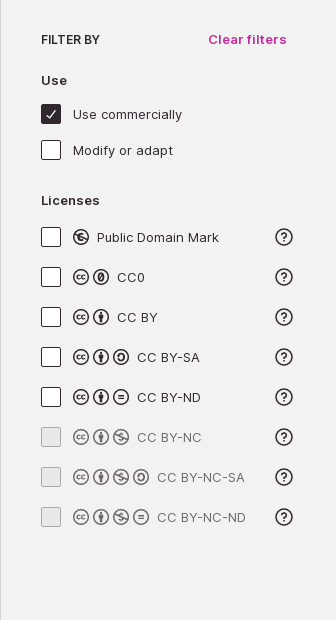 FILTER BY Clear filters
Use
Use commercially
Modify or adapt
Licenses
Public Domain Mark
CC0
CC BY
CC BY-SA
CC BY-ND
CC BY-NC
CC BY-NC-SA
CC BY-NC-ND